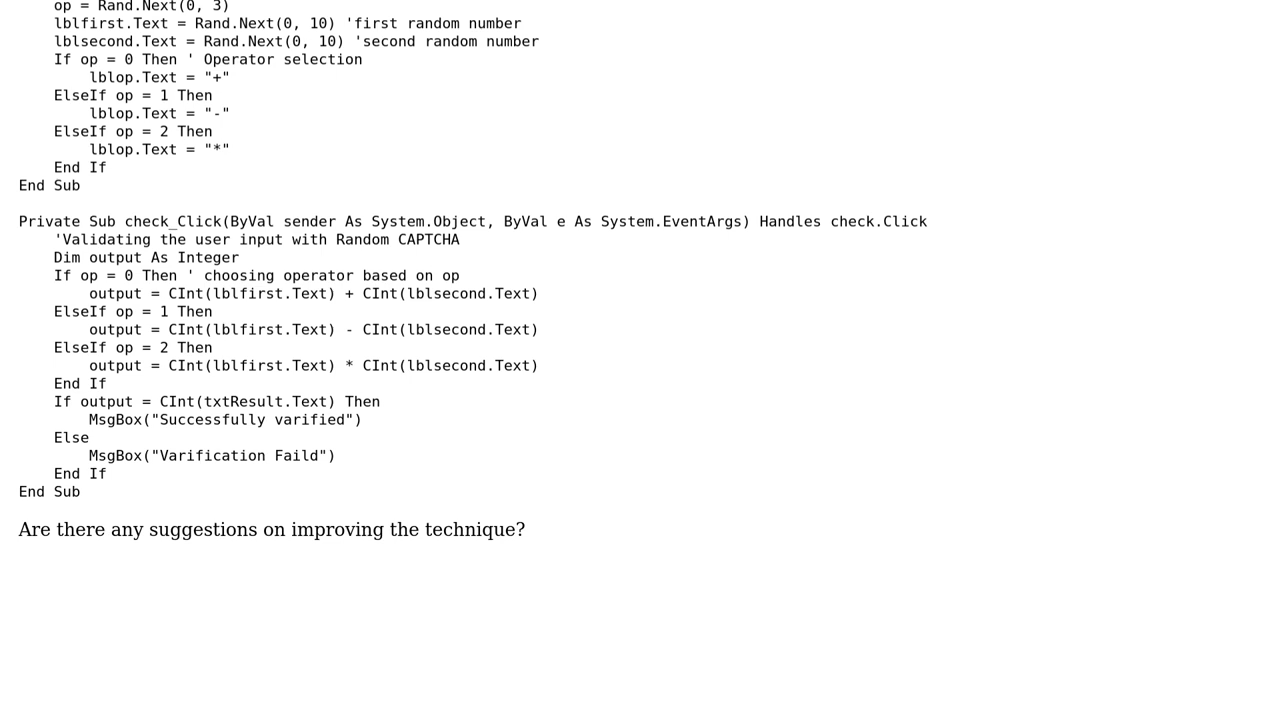 op = Rand.Next(0, 3)
    lblfirst.Text = Rand.Next(0, 10) 'first random number
    lblsecond.Text = Rand.Next(0, 10) 'second random number
    If op = 0 Then ' Operator selection
        lblop.Text = "+"
    ElseIf op = 1 Then
        lblop.Text = "-"
    ElseIf op = 2 Then
        lblop.Text = "*"
    End If
End Sub

Private Sub check_Click(ByVal sender As System.Object, ByVal e As System.EventArgs) Handles check.Click
    'Validating the user input with Random CAPTCHA
    Dim output As Integer
    If op = 0 Then ' choosing operator based on op
        output = CInt(lblfirst.Text) + CInt(lblsecond.Text)
    ElseIf op = 1 Then
        output = CInt(lblfirst.Text) - CInt(lblsecond.Text)
    ElseIf op = 2 Then
        output = CInt(lblfirst.Text) * CInt(lblsecond.Text)
    End If
    If output = CInt(txtResult.Text) Then
        MsgBox("Successfully varified")
    Else
        MsgBox("Varification Faild")
    End If
End Sub

Are there any suggestions on improving the technique?